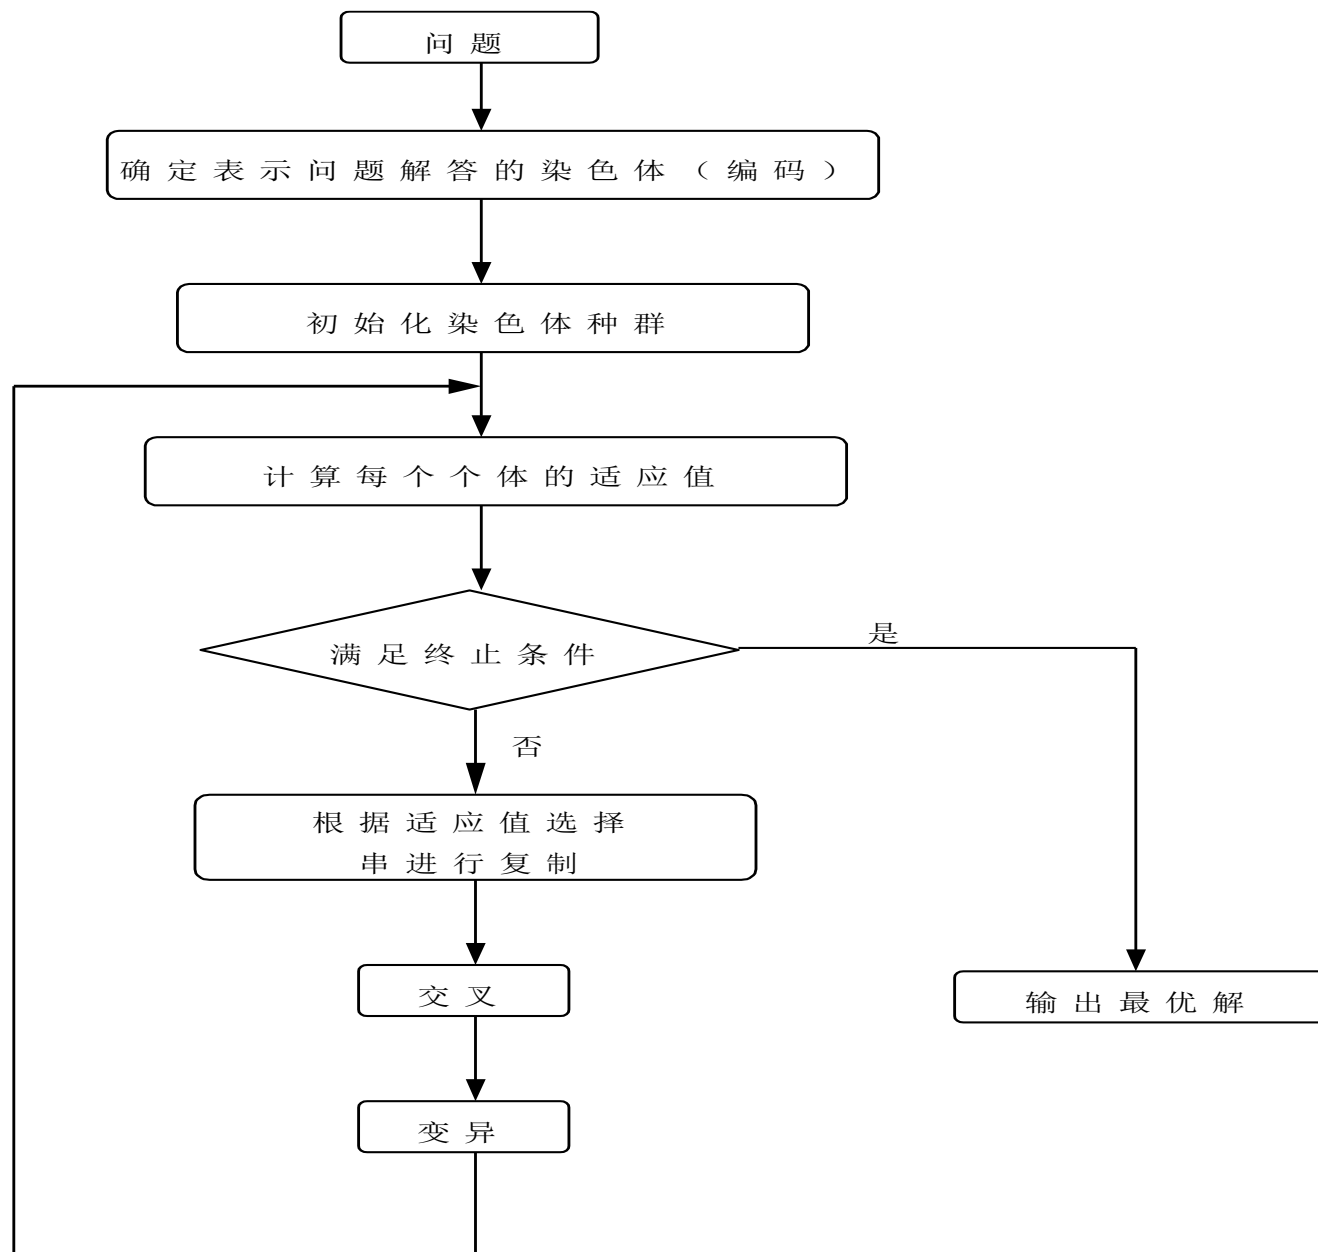 问题
确定表示问题解答的染色体（编码）
初始化染色体种群
计算每个个体的适应值
满足终止条件
是
否
根据适应值选择
串进行复制
交叉
输出最优解
变异